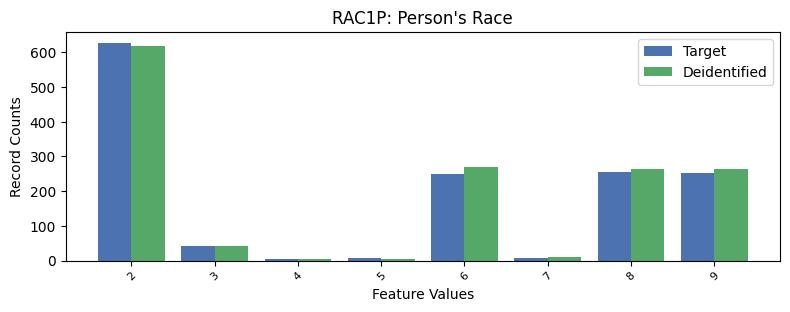 RAC1P: Person's Race
Target
Deidentified
Record Counts
600
500
400
300
200
100
0
2 3 4 5 6 7 8 9
Feature Values